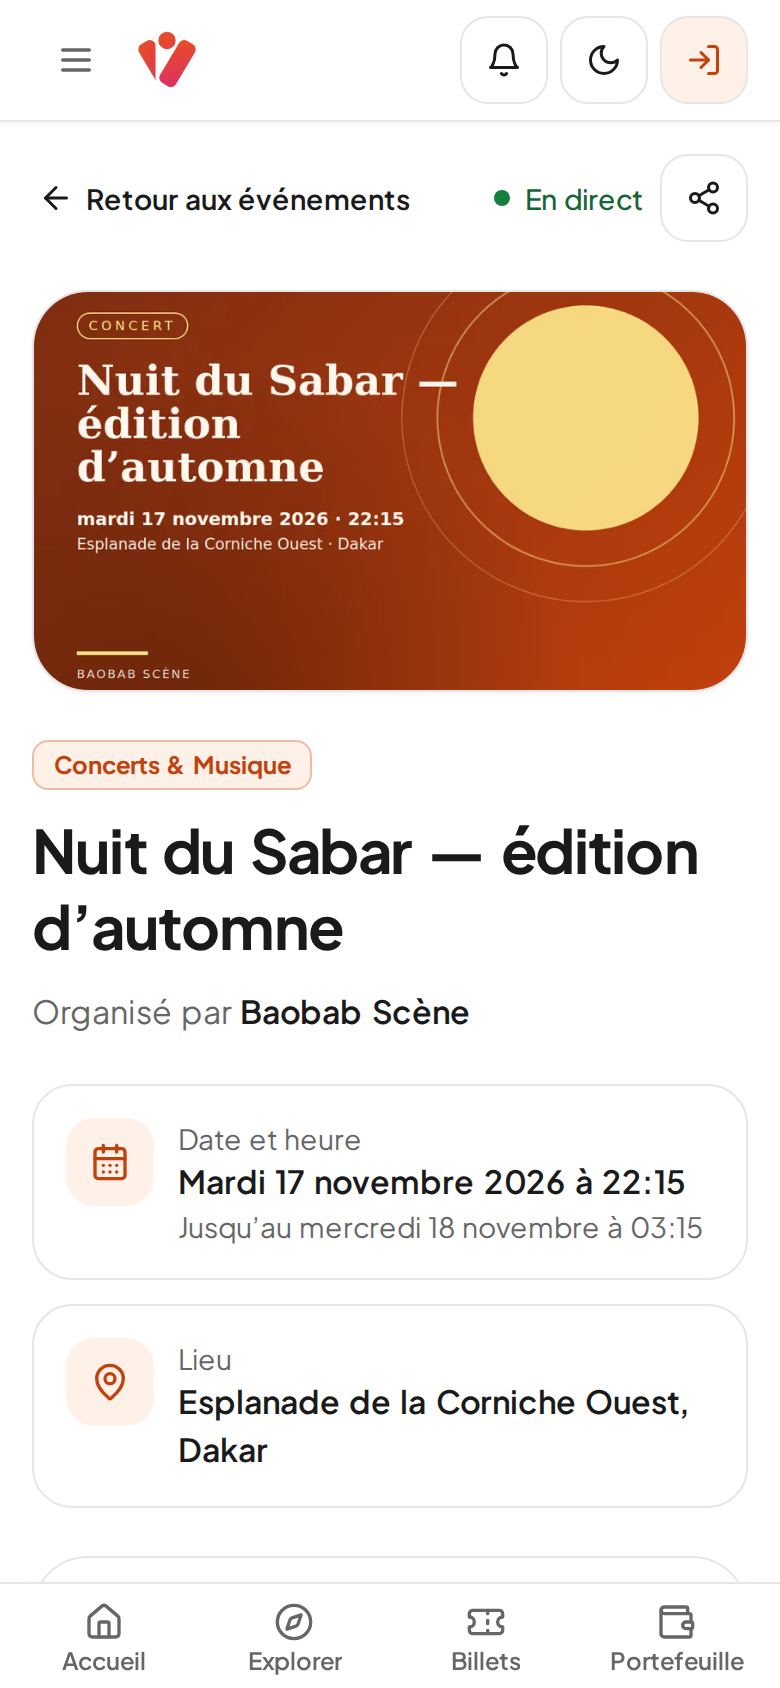 Retour aux événements
En direct
CONCERT
Nuit du Sabar —
édition
d’automne
mardi 17 novembre 2026 · 22:15
Esplanade de la Corniche Ouest · Dakar
BAOBAB SCÈNE
Concerts & Musique
Nuit du Sabar — édition
d’automne
Organisé par Baobab Scène
Date et heure
Mardi 17 novembre 2026 à 22:15
Jusqu’au mercredi 18 novembre à 03:15
Lieu
Esplanade de la Corniche Ouest,
Dakar
Accueil
Explorer
Billets
Portefeuille